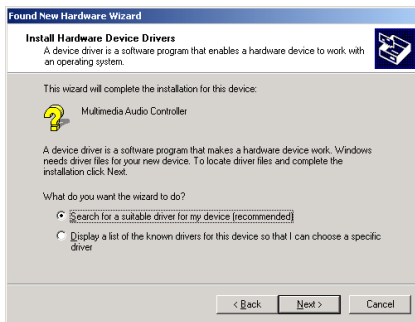 Found New Hardware Wizard
Install Hardware Device Drivers
A device driver is a software program that enables a hardware device to work with
an operating system.
This wizard will complete the installation for this device:
Multimedia Audio Controller
A device driver is a software program that makes a hardware device work. Windows
needs driver files for your new device. To locate driver files and complete the
installation click Next.
What do you want the wizard to do?
Search for a suitable driver for my device (recommended)
Display a list of the known drivers for this device so that I can choose a specific
driver
< Back
Next >
Cancel